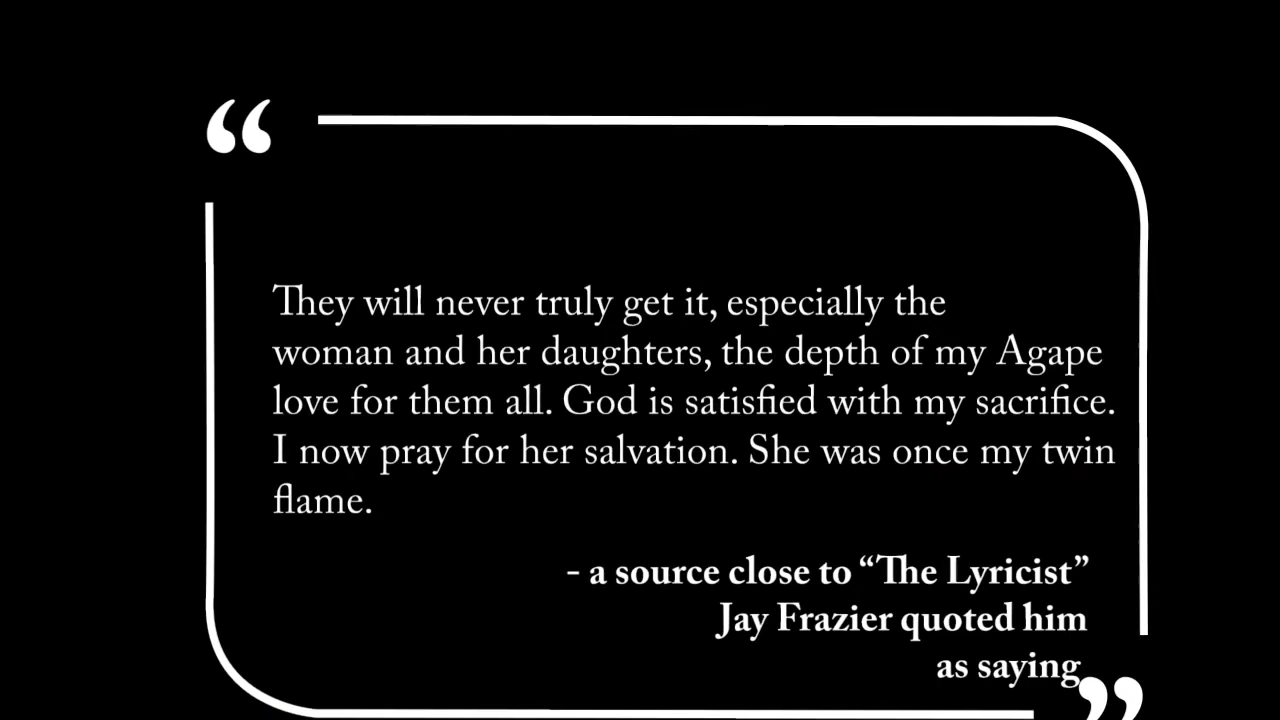 “
They will never truly get it, especially the
woman and her daughters, the depth of my Agape
love for them all. God is satisfied with my sacrifice.
I now pray for her salvation. She was once my twin
flame.
- a source close to “The Lyricist”
Jay Frazier quoted him
as saying
”